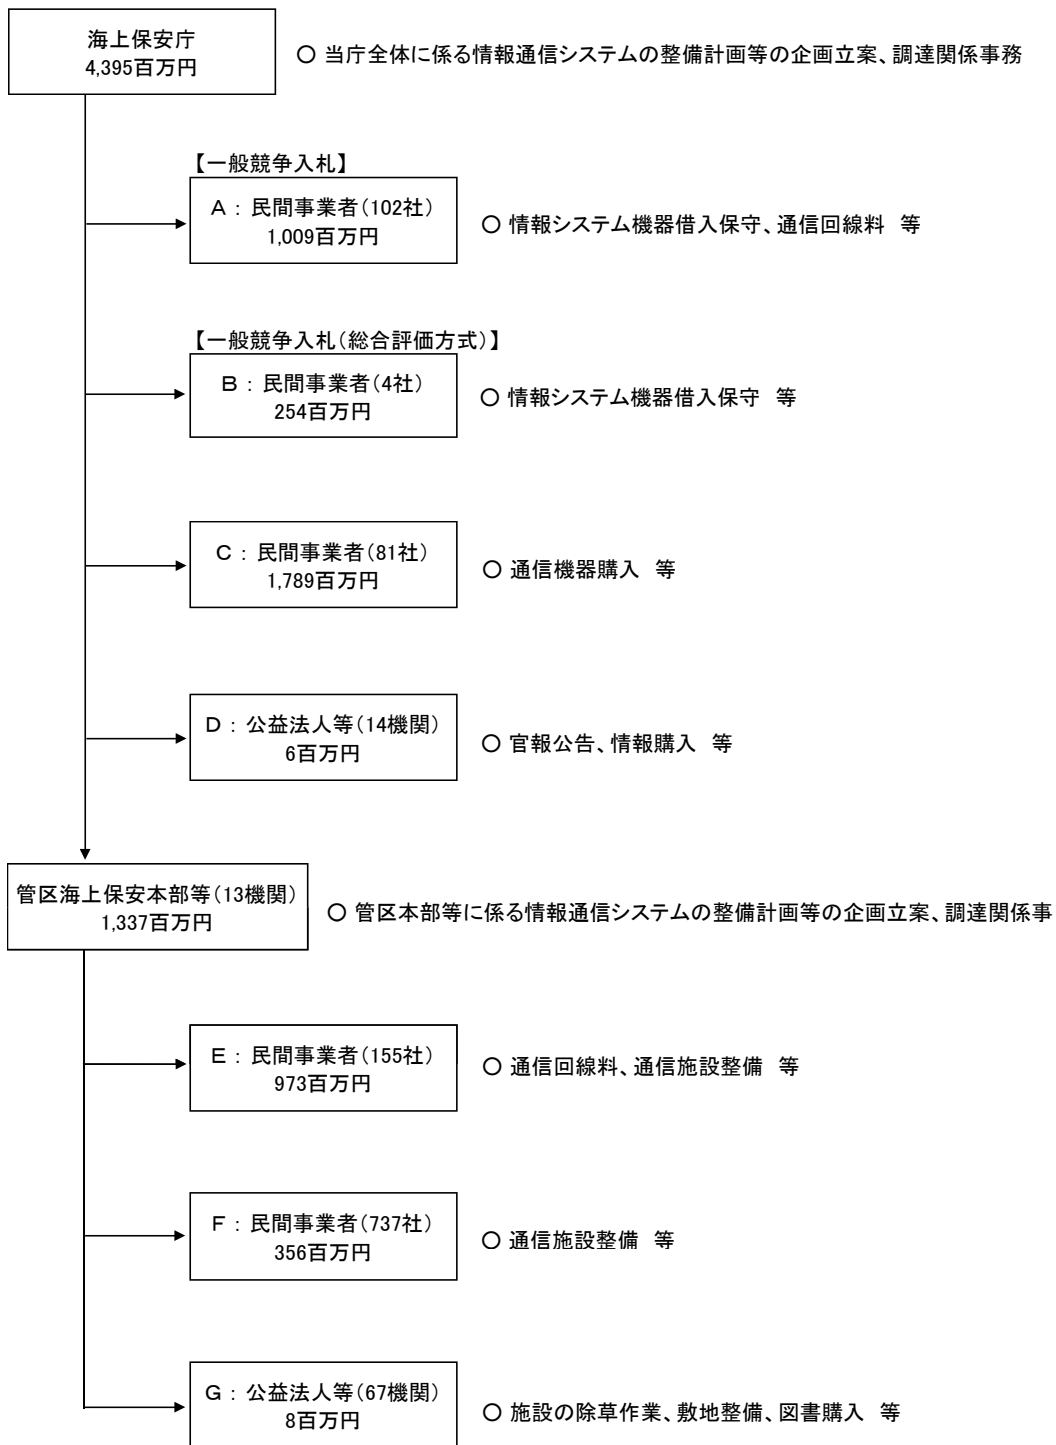 海上保安庁
4,395百万円
○ 当庁全体に係る情報通信システムの整備計画等の企画立案、調達関係事務
【一般競争入札】
A : 民間事業者(102社)
1,009百万円
○ 情報システム機器借入保守、通信回線料 等
【一般競争入札(総合評価方式)】
B : 民間事業者(4社)
254百万円
○ 情報システム機器借入保守 等
C : 民間事業者(81社)
1,789百万円
○ 通信機器購入 等
D : 公益法人等(14機関)
6百万円
○ 官報公告、情報購入 等
管区海上保安本部等(13機関)
1,337百万円
○ 管区本部等に係る情報通信システムの整備計画等の企画立案、調達関係事
E : 民間事業者(155社)
973百万円
○ 通信回線料、通信施設整備 等
F : 民間事業者(737社)
356百万円
○ 通信施設整備 等
G : 公益法人等(67機関)
8百万円
○ 施設の除草作業、敷地整備、図書購入 等